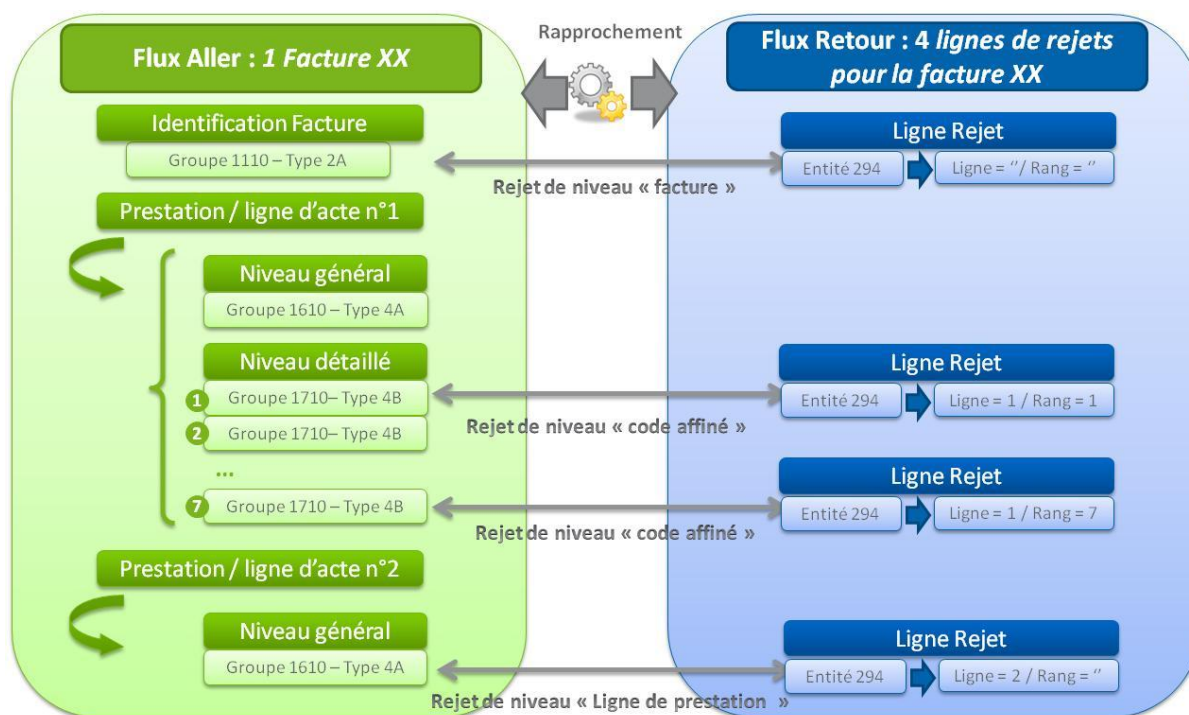 Flux Aller : 1 Facture XX
Rapprochement
Flux Retour : 4 lignes de rejets
pour la facture XX
Identification Facture
Groupe 1110 – Type 2A
Rejet de niveau « facture »
Ligne Rejet
Entité 294
Ligne = ‘’/ Rang = ‘’
Prestation / ligne d’acte n°1
Niveau général
Groupe 1610 – Type 4A
Niveau détaillé
1 Groupe 1710– Type 4B
2 Groupe 1710– Type 4B
...
7 Groupe 1710 – Type 4B
Rejet de niveau « code affiné »
Ligne Rejet
Entité 294
Ligne = 1 / Rang = 1
Rejet de niveau « code affiné »
Ligne Rejet
Entité 294
Ligne = 1 / Rang = 7
Prestation / ligne d’acte n°2
Niveau général
Groupe 1610 – Type 4A
Rejet de niveau « Ligne de prestation »
Ligne Rejet
Entité 294
Ligne = 2 / Rang = ‘’